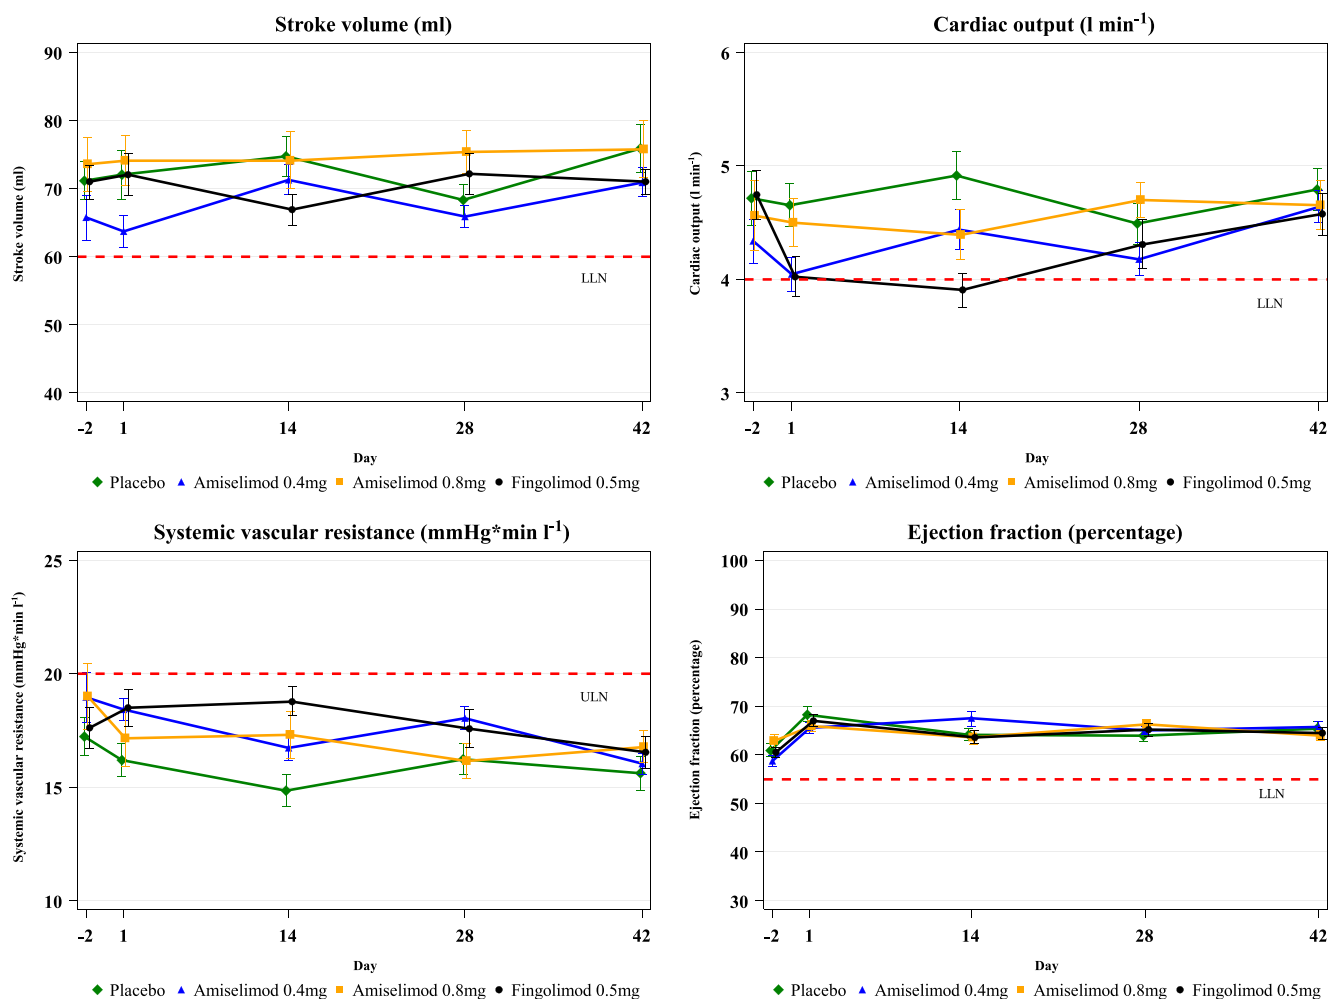 Stroke volume (ml)
90
80
70
60
50
40
Stroke volume (ml)
LLN
-2 1 14 28 42
Day
Placebo Amiselimod 0.4mg Amiselimod 0.8mg Fingolimod 0.5mg
Cardiac output (l min-1)
6
5
4
3
Cardiac output (l min-1)
LLN
-2 1 14 28 42
Day
Placebo Amiselimod 0.4mg Amiselimod 0.8mg Fingolimod 0.5mg
Systemic vascular resistance (mmHg*min l-1)
25
20
15
10
Systemic vascular resistance (mmHg*min l-1)
ULN
-2 1 14 28 42
Day
Placebo Amiselimod 0.4mg Amiselimod 0.8mg Fingolimod 0.5mg
Ejection fraction (percentage)
100
90
80
70
60
50
40
30
Ejection fraction (percentage)
LLN
-2 1 14 28 42
Day
Placebo Amiselimod 0.4mg Amiselimod 0.8mg Fingolimod 0.5mg